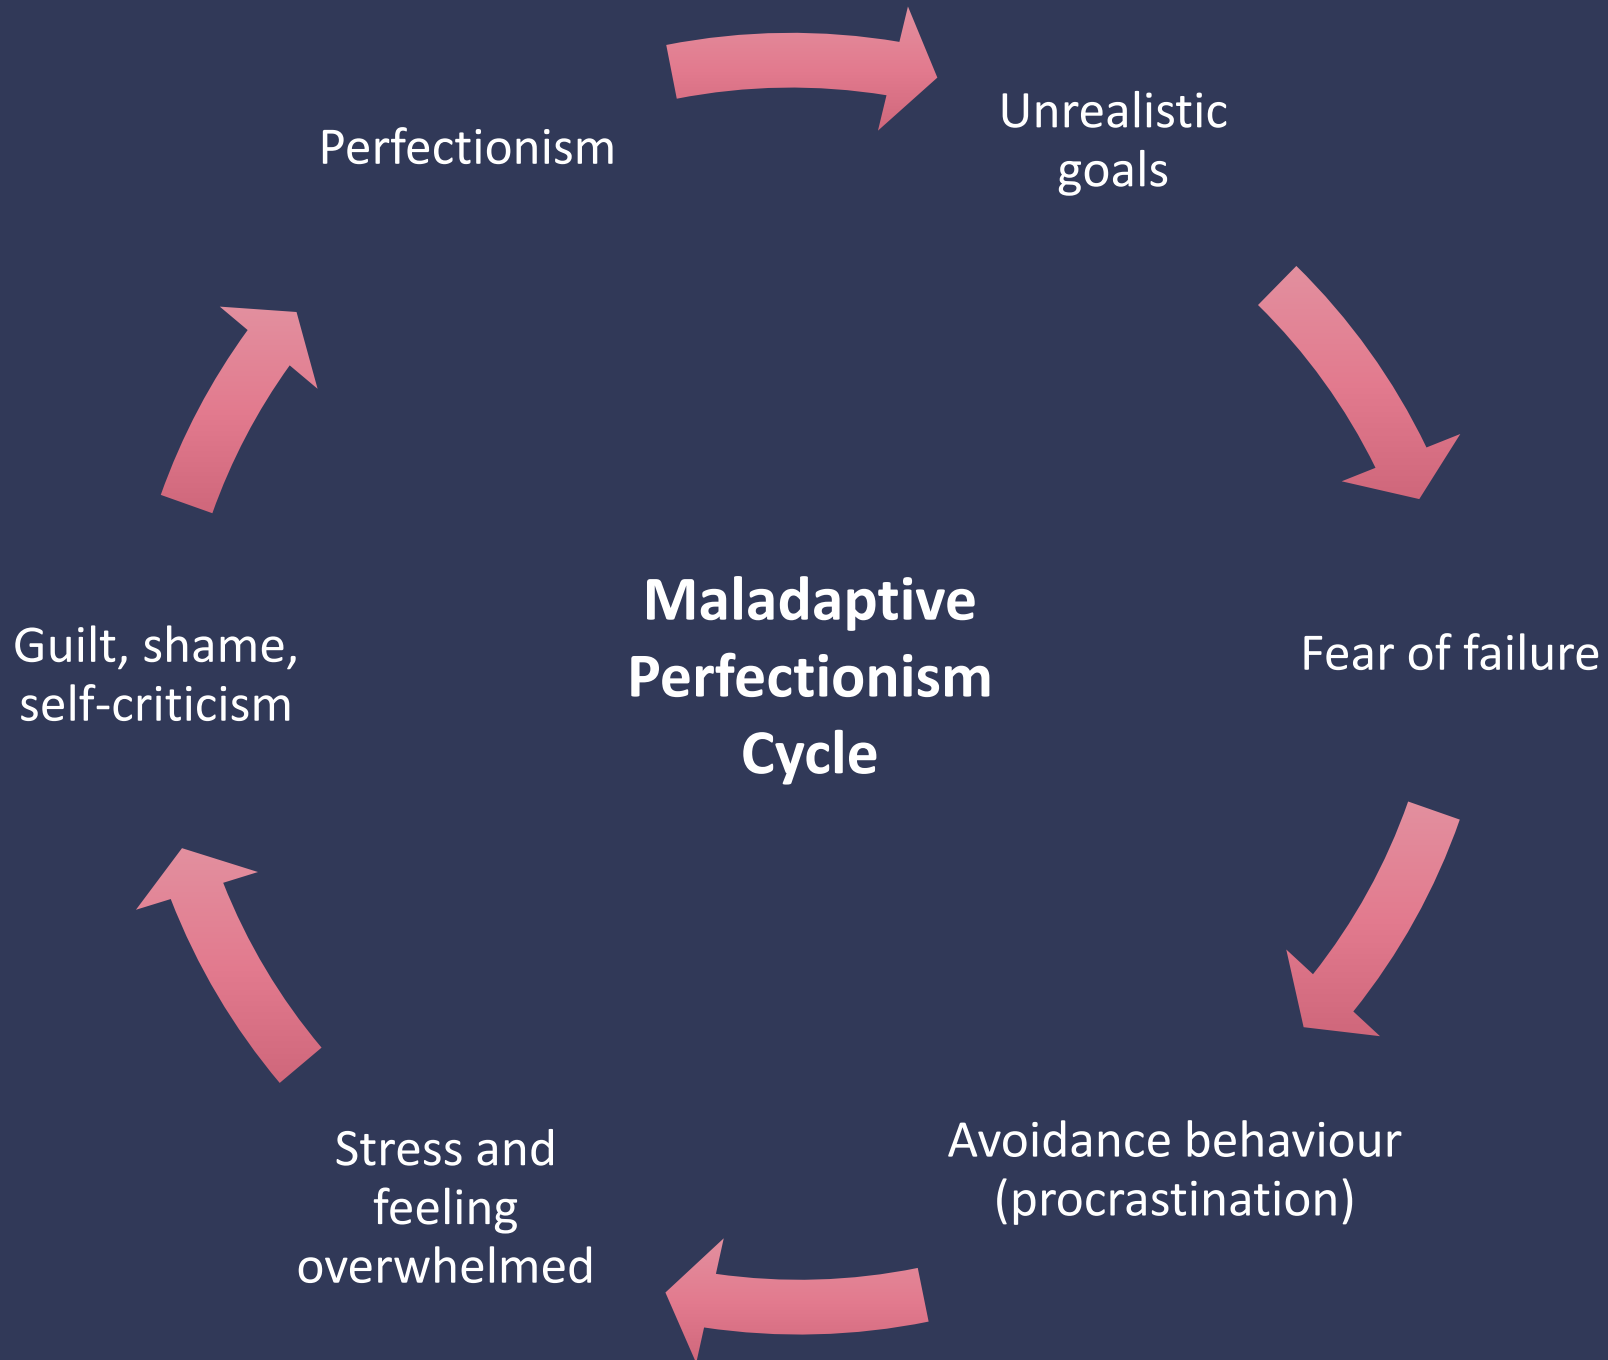 Perfectionism
Unrealistic
goals
Fear of failure
Avoidance behaviour
(procrastination)
Stress and
feeling
overwhelmed
Guilt, shame,
self-criticism
Maladaptive
Perfectionism
Cycle